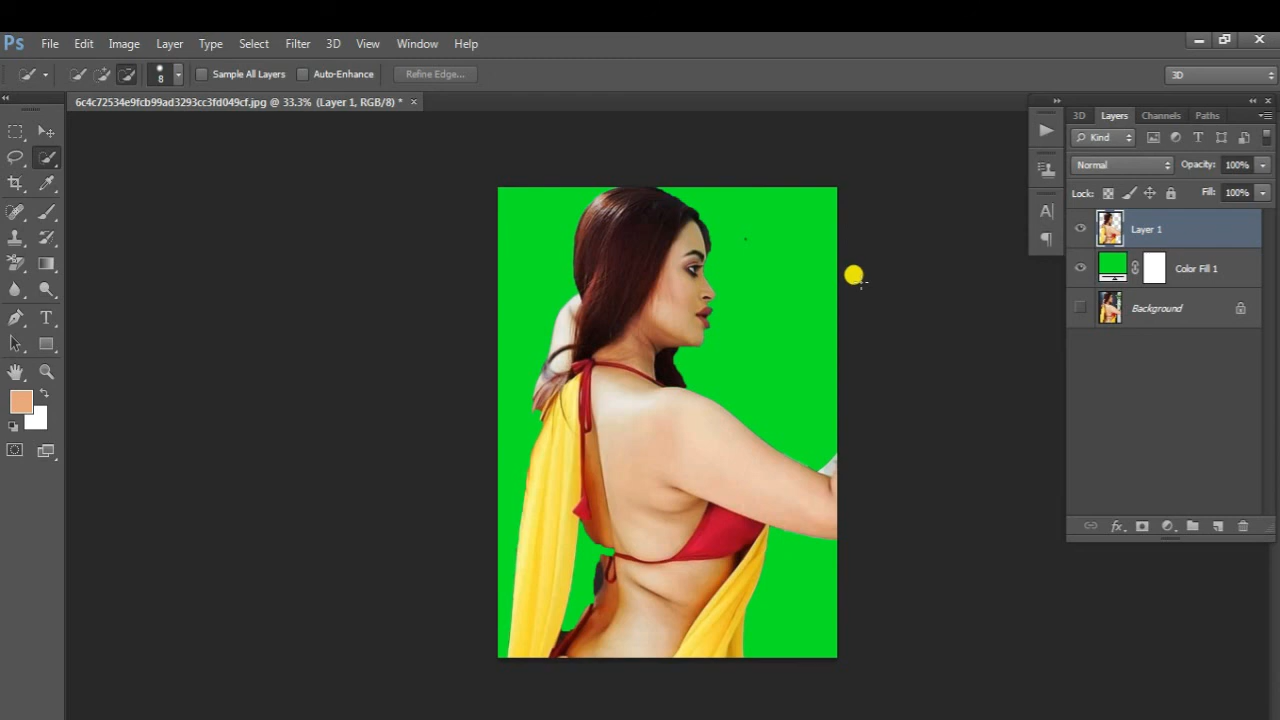 Ps File Edit Image Layer Type Select Filter 3D View Window Help
8 Sample All Layers Auto-Enhance Refine Edge... 3D
6c4c72534e9fcb99ad3293cc3fd049cf.jpg @ 33.3% (Layer 1, RGB/8) *
3D Layers Channels Paths
Kind
Normal Opacity: 100%
Lock: Fill: 100%
Layer 1
Color Fill 1
Background